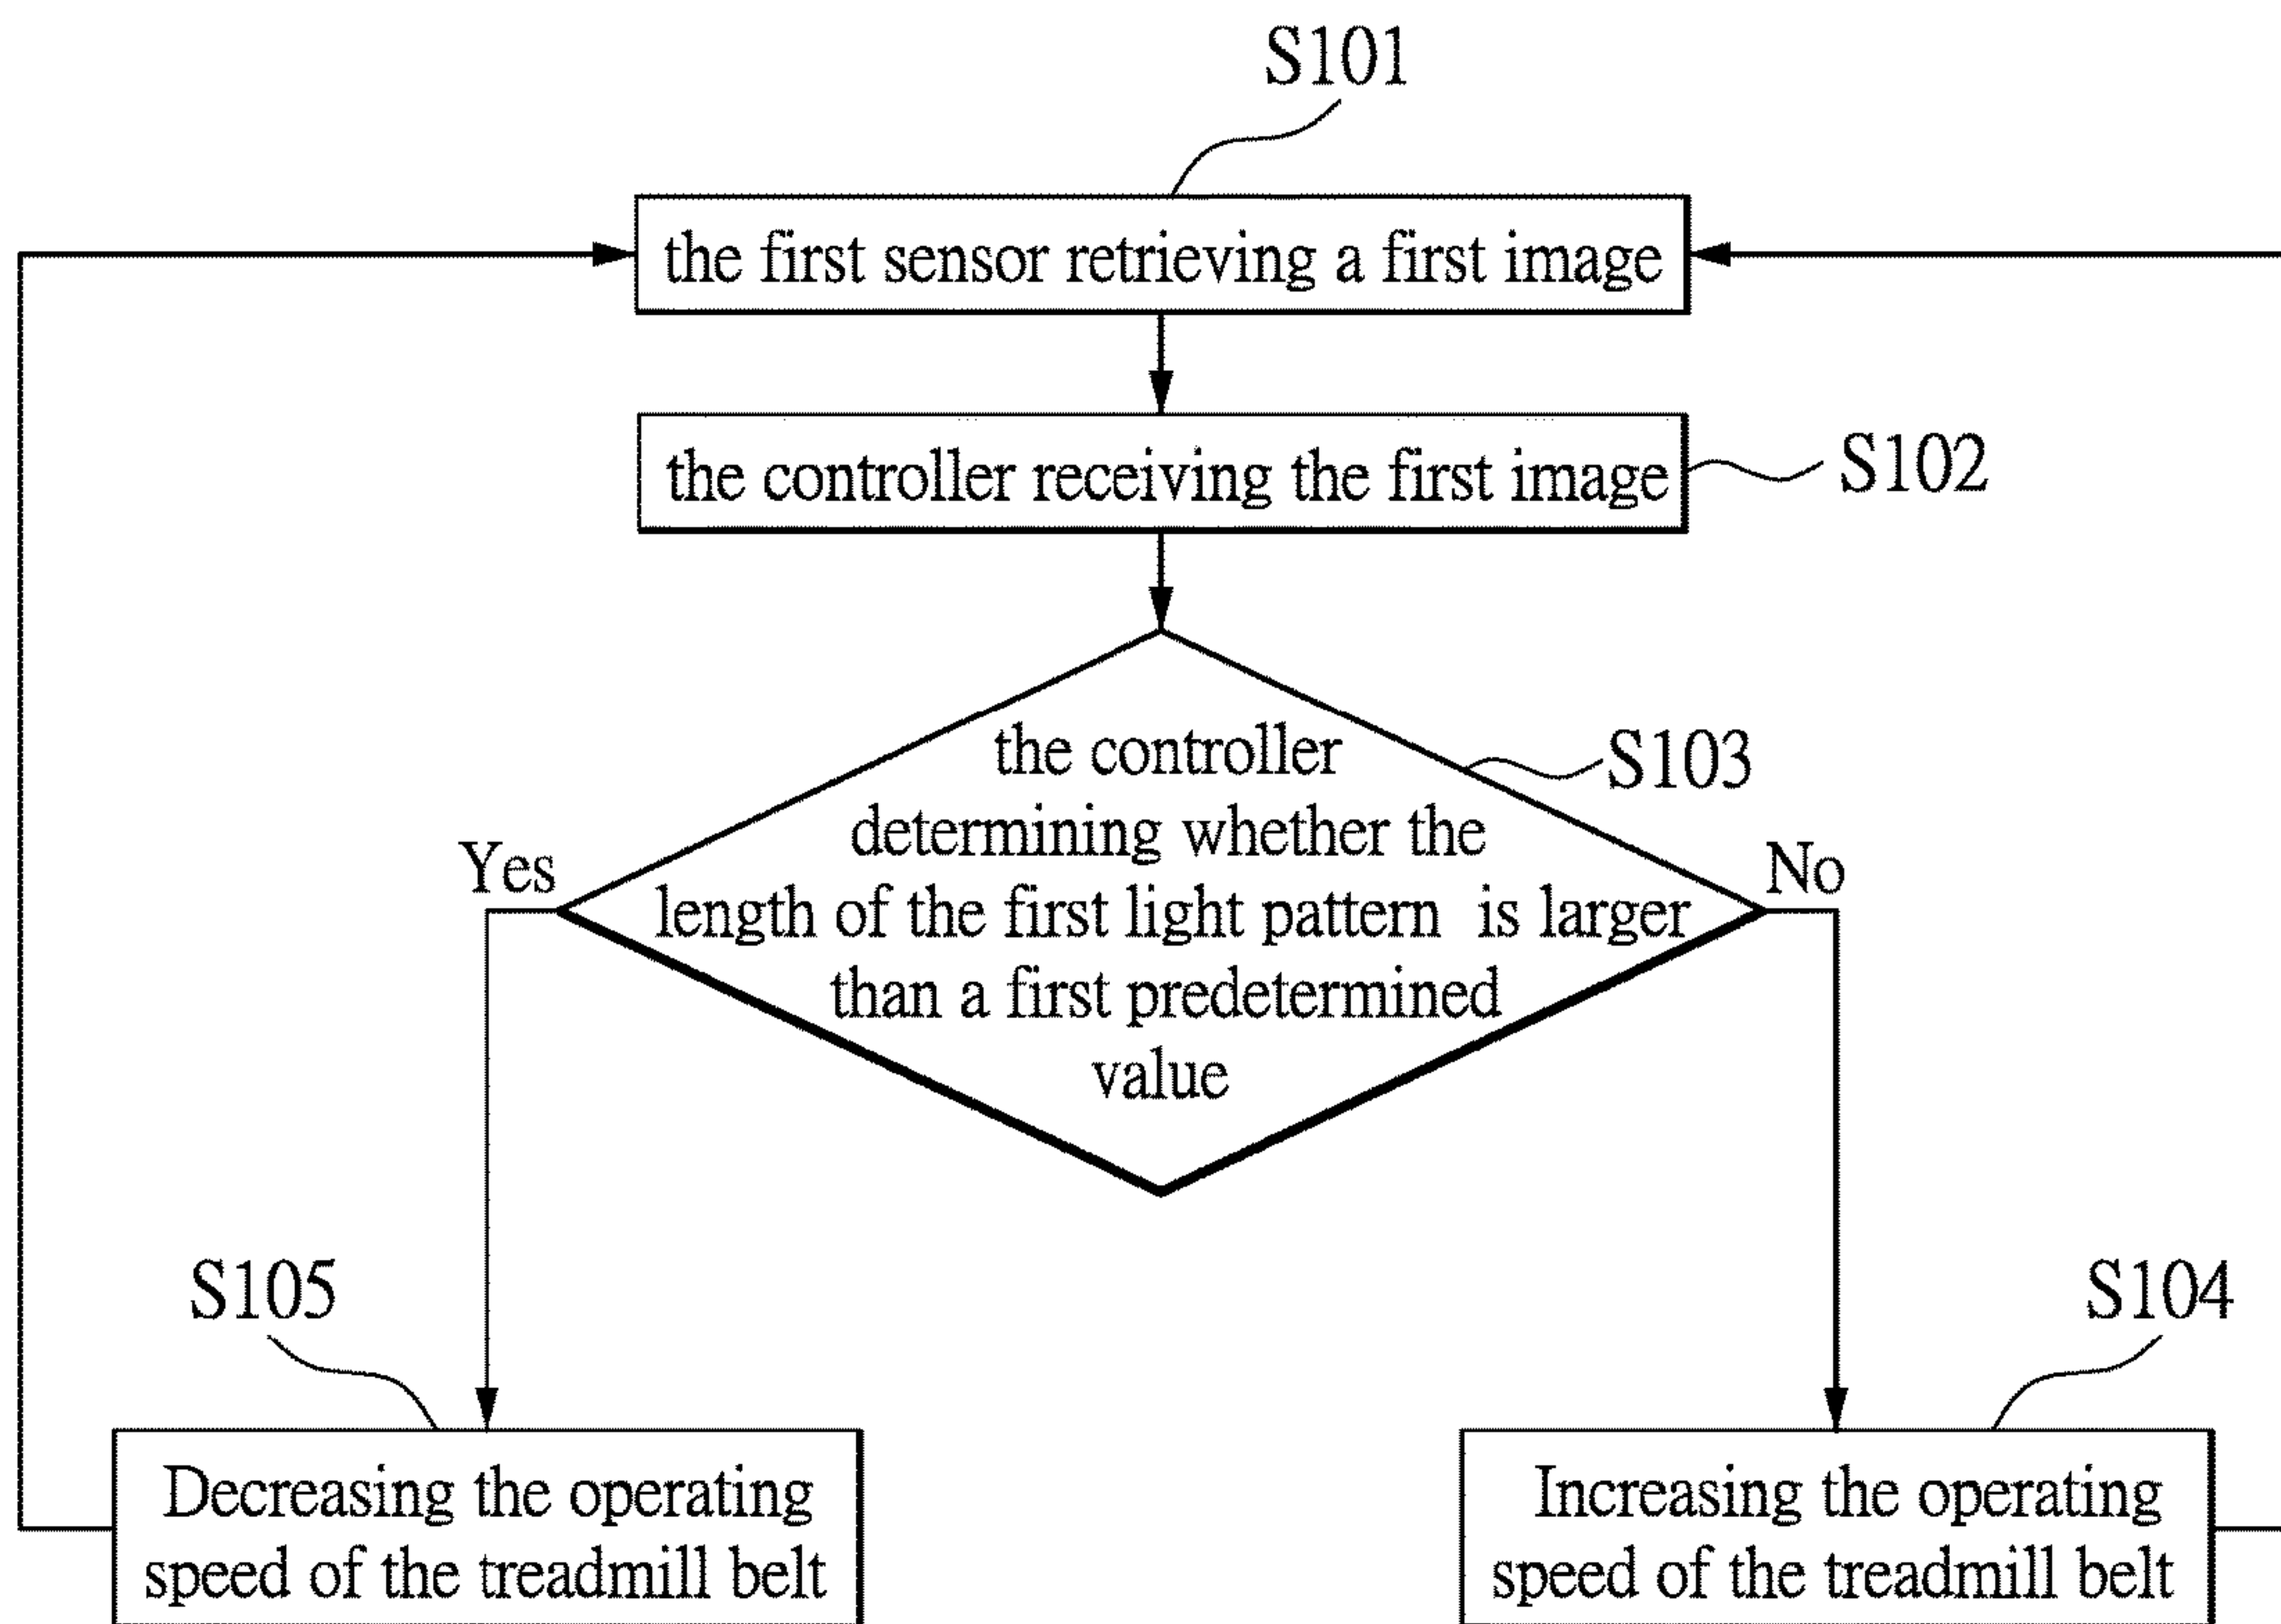 S101
the first sensor retrieving a first image
the controller receiving the first image
S102
the controller
determining whether the
length of the first light pattern is larger
than a first predetermined
value
S103
Yes
No
S105
S104
Decreasing the operating
speed of the treadmill belt
Increasing the operating
speed of the treadmill belt